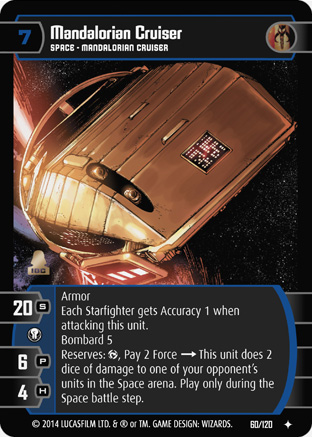 7
Mandalorian Cruiser
SPACE - MANDALORIAN CRUISER
IDG
20 S
6 P
4 H
Armor
Each Starfighter gets Accuracy 1 when
attacking this unit.
Bombard 5
Reserves: , Pay 2 Force → This unit does 2
dice of damage to one of your opponent's
units in the Space arena. Play only during the
Space battle step.
© 2014 LUCASFILM LTD. & ® or TM. GAME DESIGN: WIZARDS.
60/120